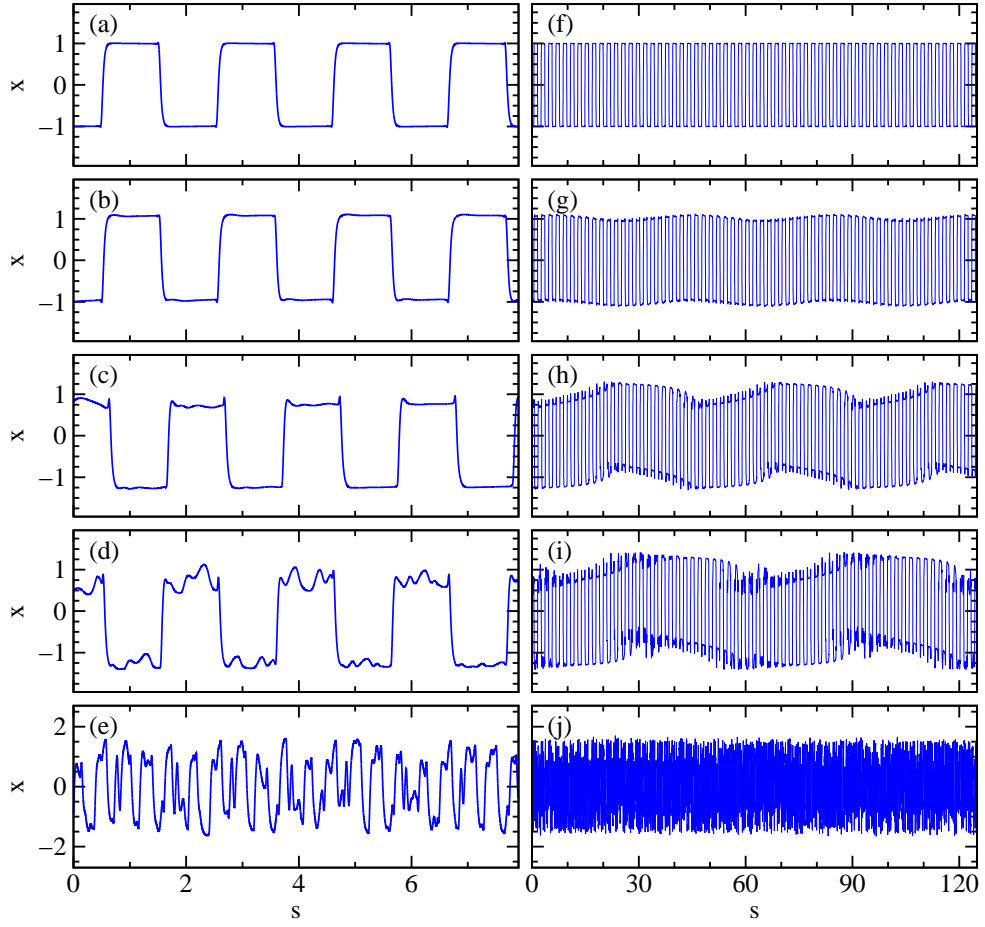 (a) (f)
x 1 0 −1
(b) (g)
x 1 0 −1
(c) (h)
x 1 0 −1
(d) (i)
x 1 0 −1
(e) (j)
x 2 0 −2
0 2 4 6 0 30 60 90 120
s s